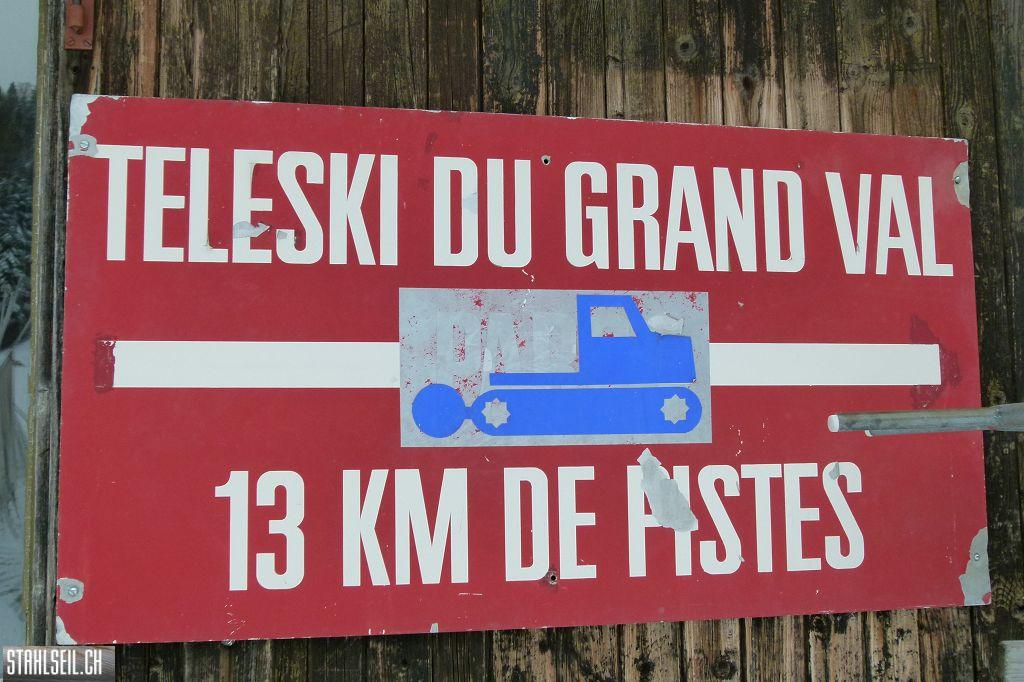 TELESKI DU GRAND VAL
13 KM DE PISTES
STAHLSEIL.CH